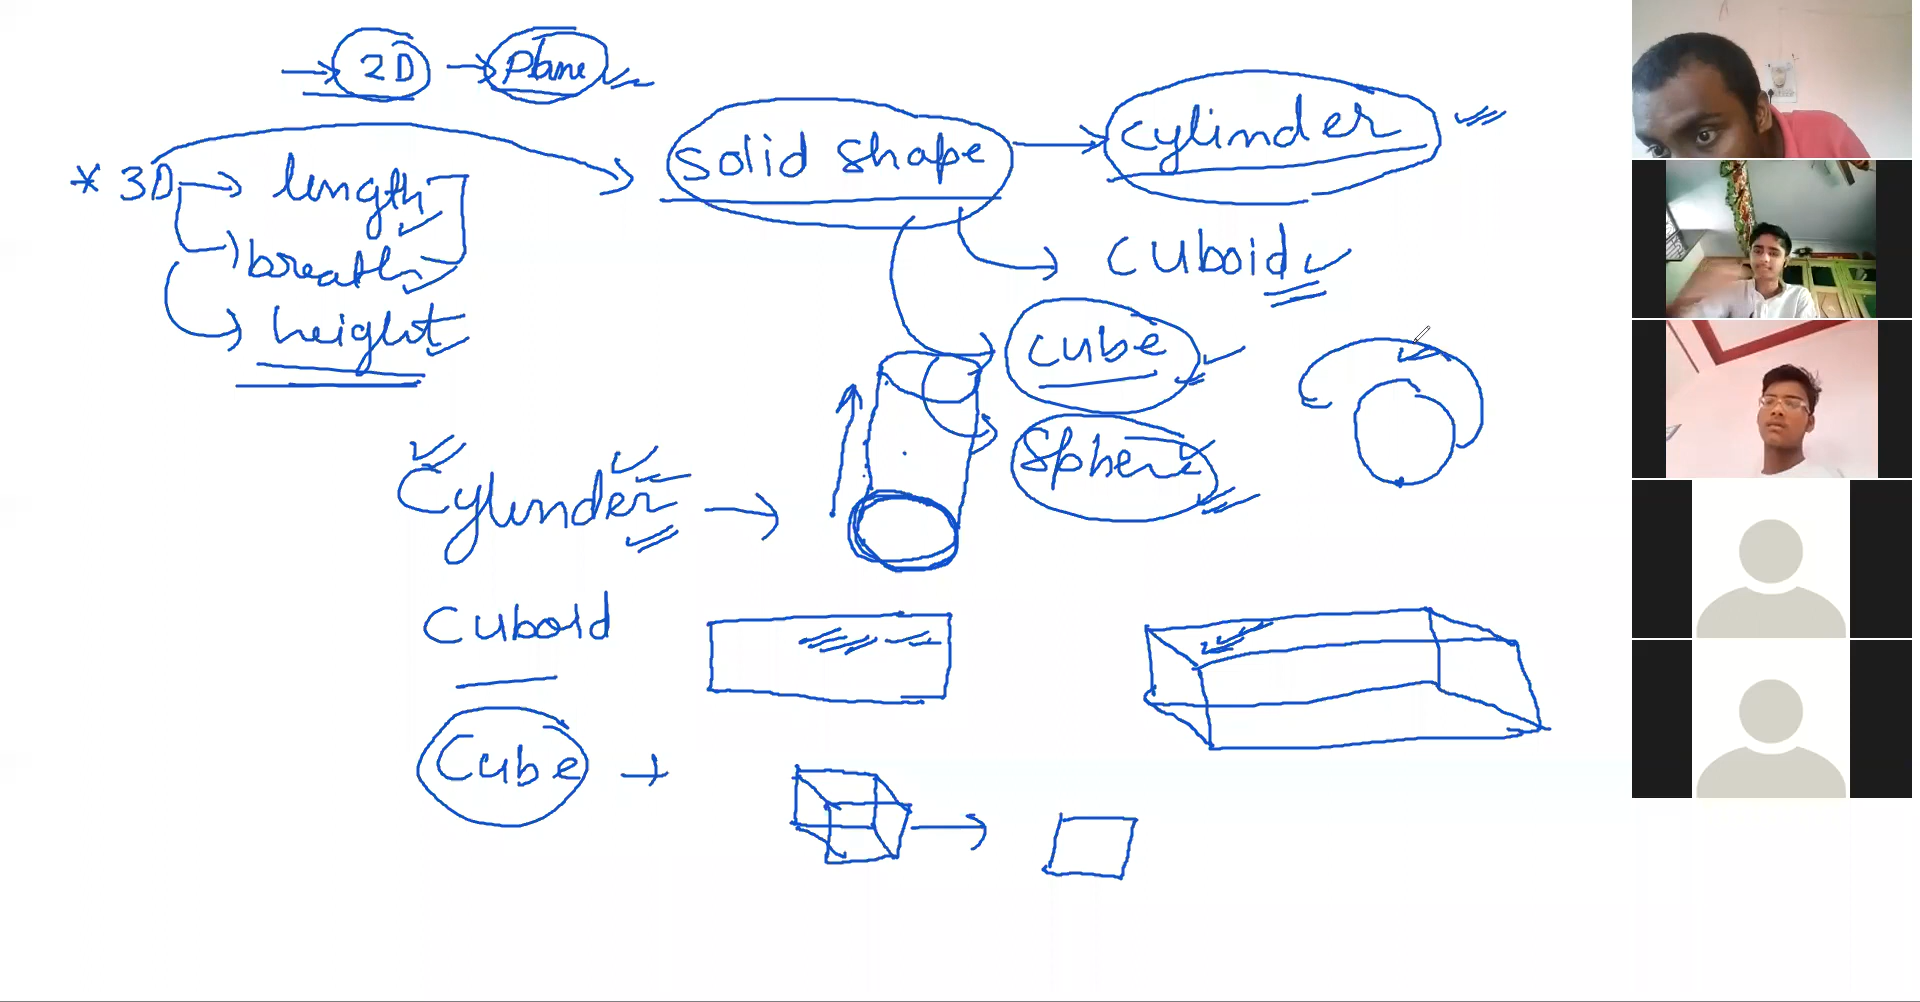 2D → Plane
solid shape → cylinder
* 3D → length
breath
height
cuboid
cube
Sphere
Cylinder →
Cuboid
Cube →